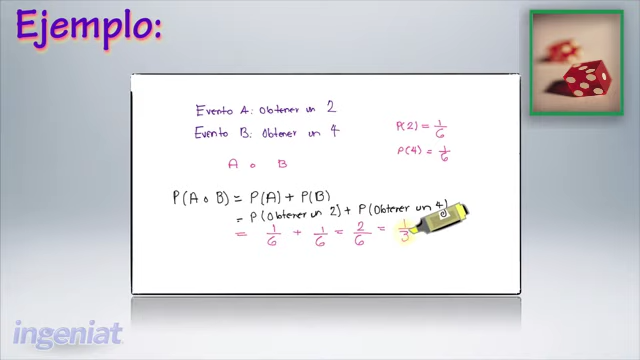 Ejemplo:
Evento A: Obtener un 2
Evento B: Obtener un 4
P(2) = 1/6
P(4) = 1/6
A o B
P(A o B) = P(A) + P(B)
= P(Obtener un 2) + P(Obtener un 4)
= 1/6 + 1/6 = 2/6 = 1/3
ingeniat